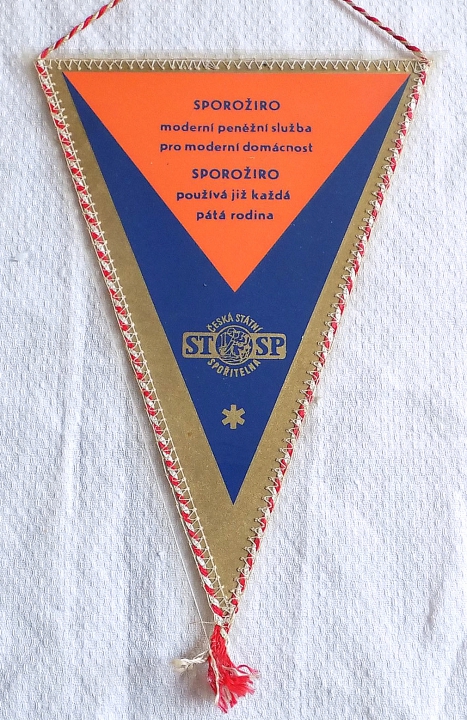 SPOROŽIRO
moderní peněžní služba
pro moderní domácnost
SPOROŽIRO
používá již každá
pátá rodina
ČESKÁ STÁTNÍ
ST SP
SPOŘITELNA